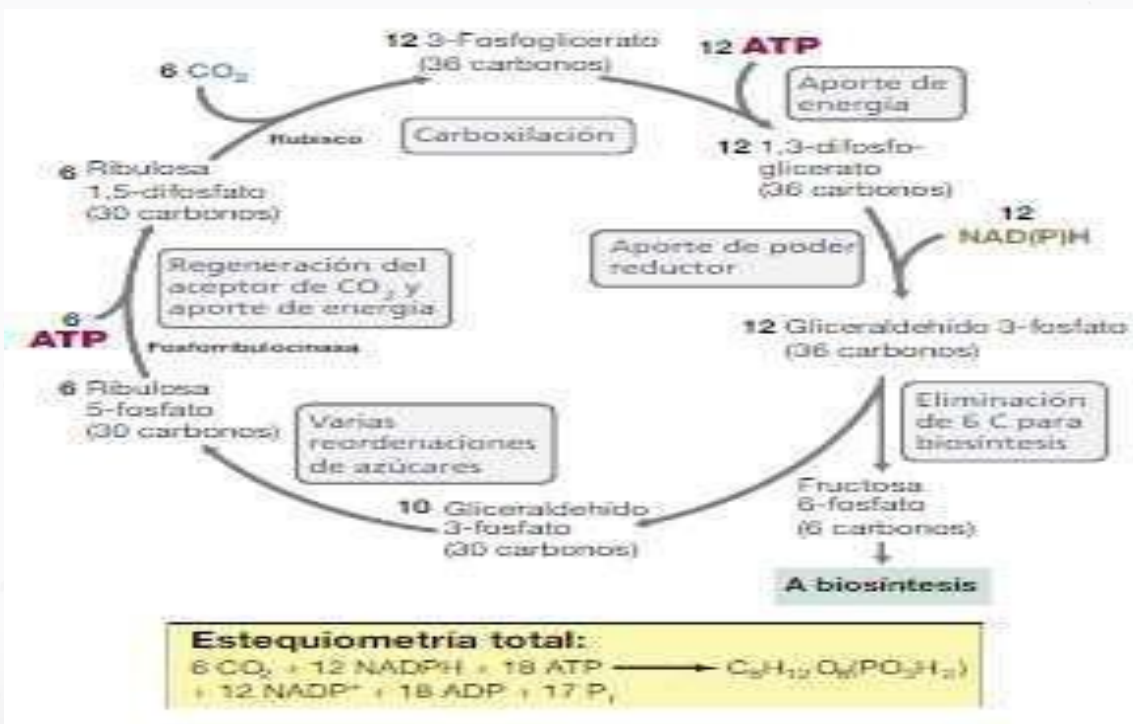 12 3-Fosfoglicerato
(36 carbonos)
12 ATP
6 CO₂
Aporte de
energía
Rubisco
Carboxilación
12 1,3-difosfo-
glicerato
(36 carbonos)
6 Ribulosa
1,5-difosfato
(30 carbonos)
12
NAD(P)H
Aporte de poder
reductor
Regeneración del
aceptor de CO₂ y
aporte de energía
6
ATP
Fosforribulocinasa
12 Gliceraldehído 3-fosfato
(36 carbonos)
6 Ribulosa
5-fosfato
(30 carbonos)
Varias
reordenaciones
de azúcares
Eliminación
de 6 C para
biosíntesis
10 Gliceraldehído
3-fosfato
(30 carbonos)
Fructosa
6-fosfato
(6 carbonos)
A biosíntesis
Estequiometría total:
6 CO₂ + 12 NADPH + 18 ATP → C₆H₁₂O₆(PO₃H₂)
+ 12 NADP⁺ + 18 ADP + 17 Pᵢ